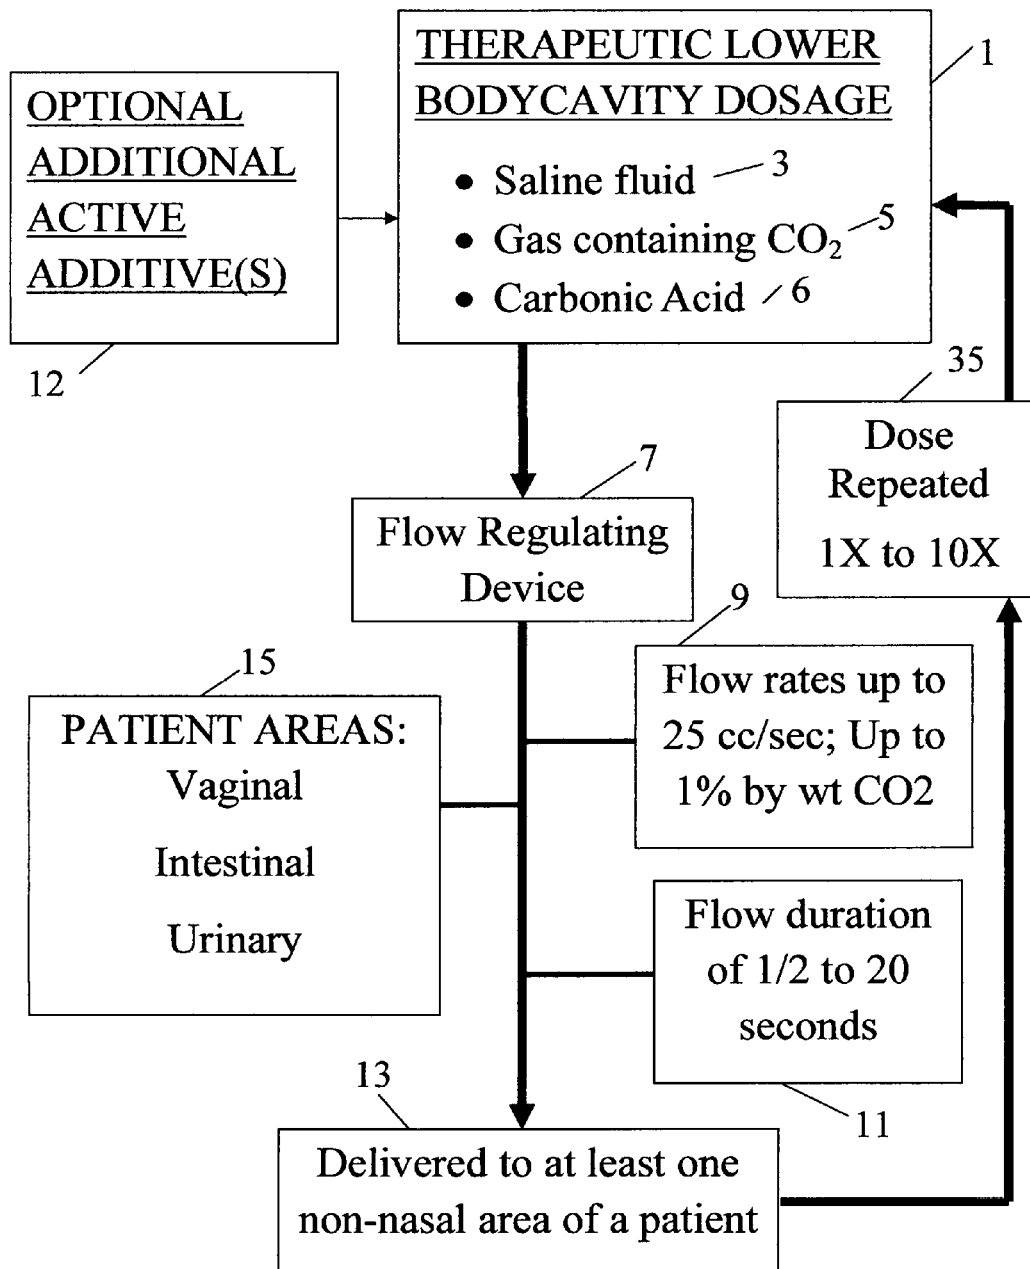 THERAPEUTIC LOWER
BODYCAVITY DOSAGE
• Saline fluid 3
• Gas containing CO₂ 5
• Carbonic Acid 6
1
OPTIONAL
ADDITIONAL
ACTIVE
ADDITIVE(S)
12
35
Dose
Repeated
1X to 10X
7
Flow Regulating
Device
9
Flow rates up to
25 cc/sec; Up to
1% by wt CO2
15
PATIENT AREAS:
Vaginal
Intestinal
Urinary
Flow duration
of 1/2 to 20
seconds
11
13
Delivered to at least one
non-nasal area of a patient